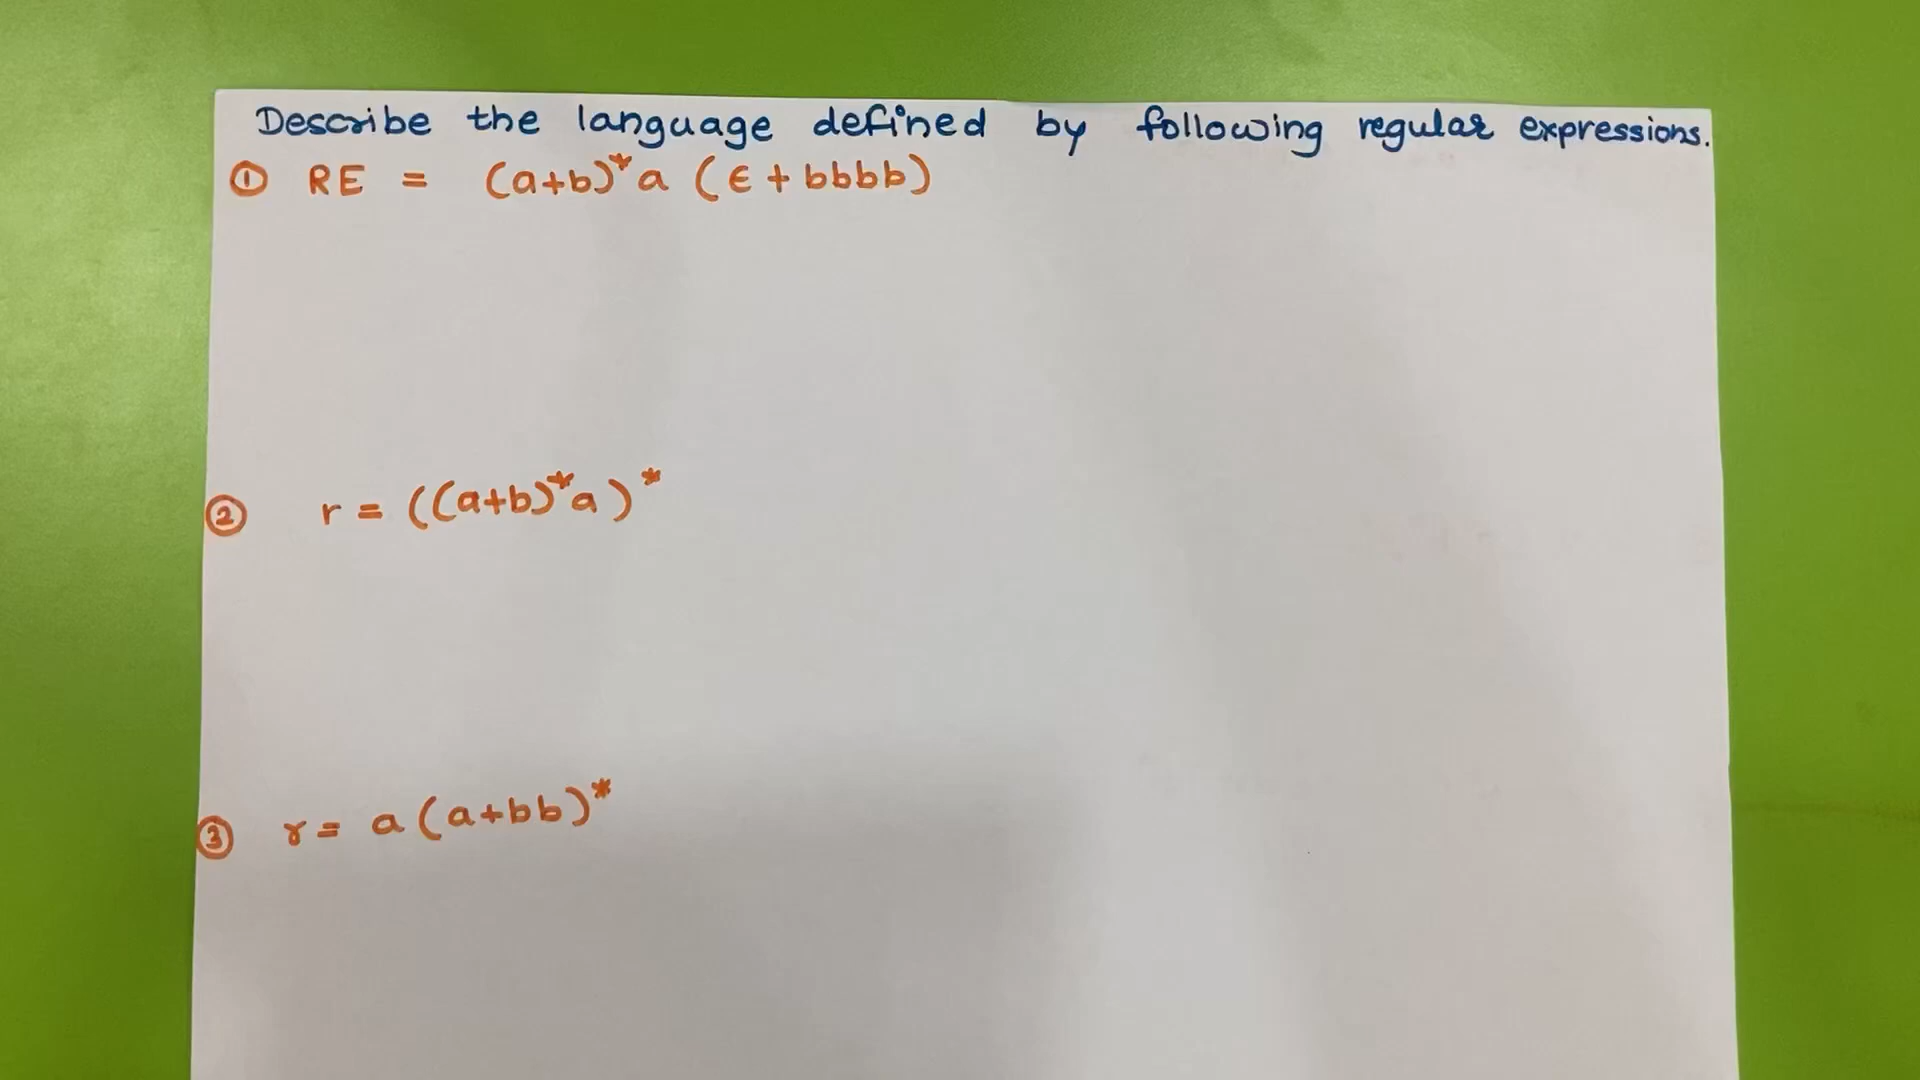 Describe the language defined by following regular expressions.
① RE = (a+b)*a (ϵ + bbbb)
② r = ((a+b)*a)*
③ r = a(a+bb)*